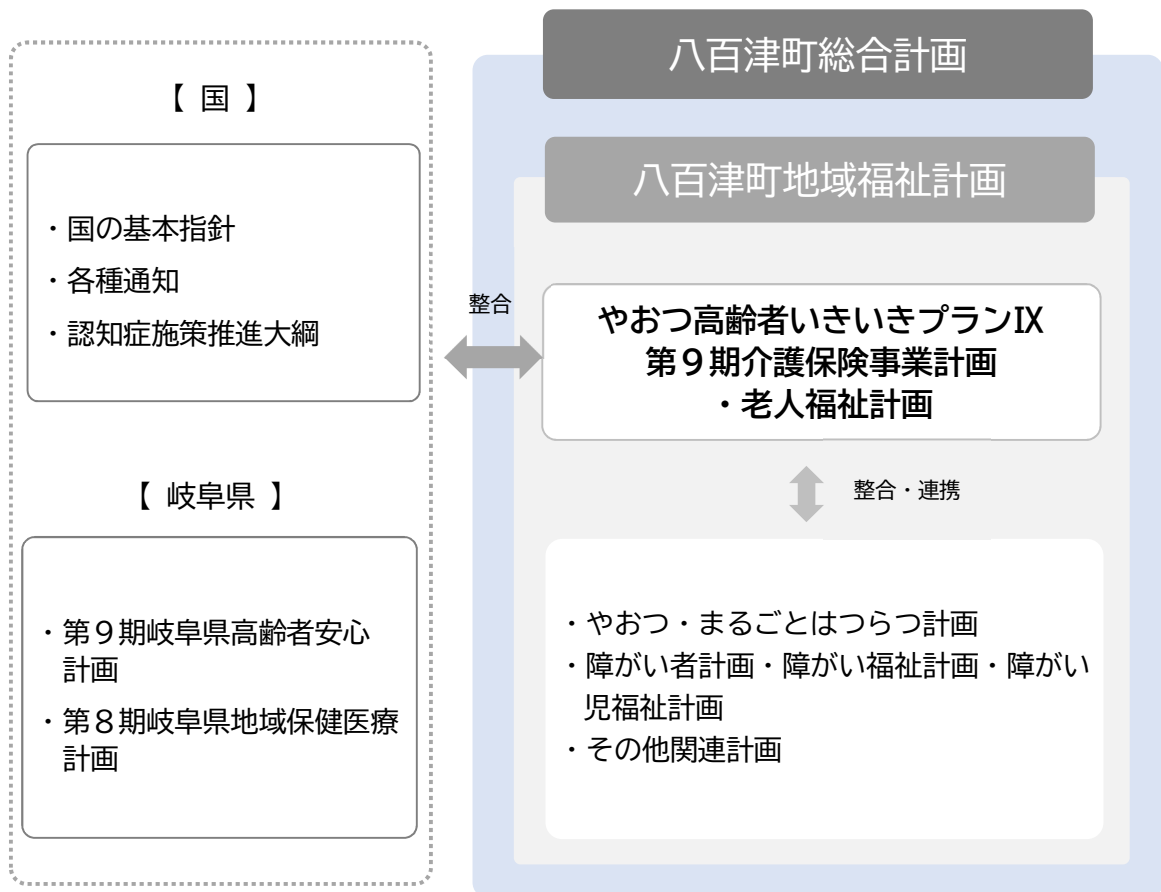 【 国 】
・国の基本指針
・各種通知
・認知症施策推進大綱
【 岐阜県 】
・第９期岐阜県高齢者安心
計画
・第８期岐阜県地域保健医療
計画
整合
八百津町総合計画
八百津町地域福祉計画
やおつ高齢者いきいきプランⅨ
第９期介護保険事業計画
・老人福祉計画
整合・連携
・やおつ・まるごとはつらつ計画
・障がい者計画・障がい福祉計画・障がい
児福祉計画
・その他関連計画